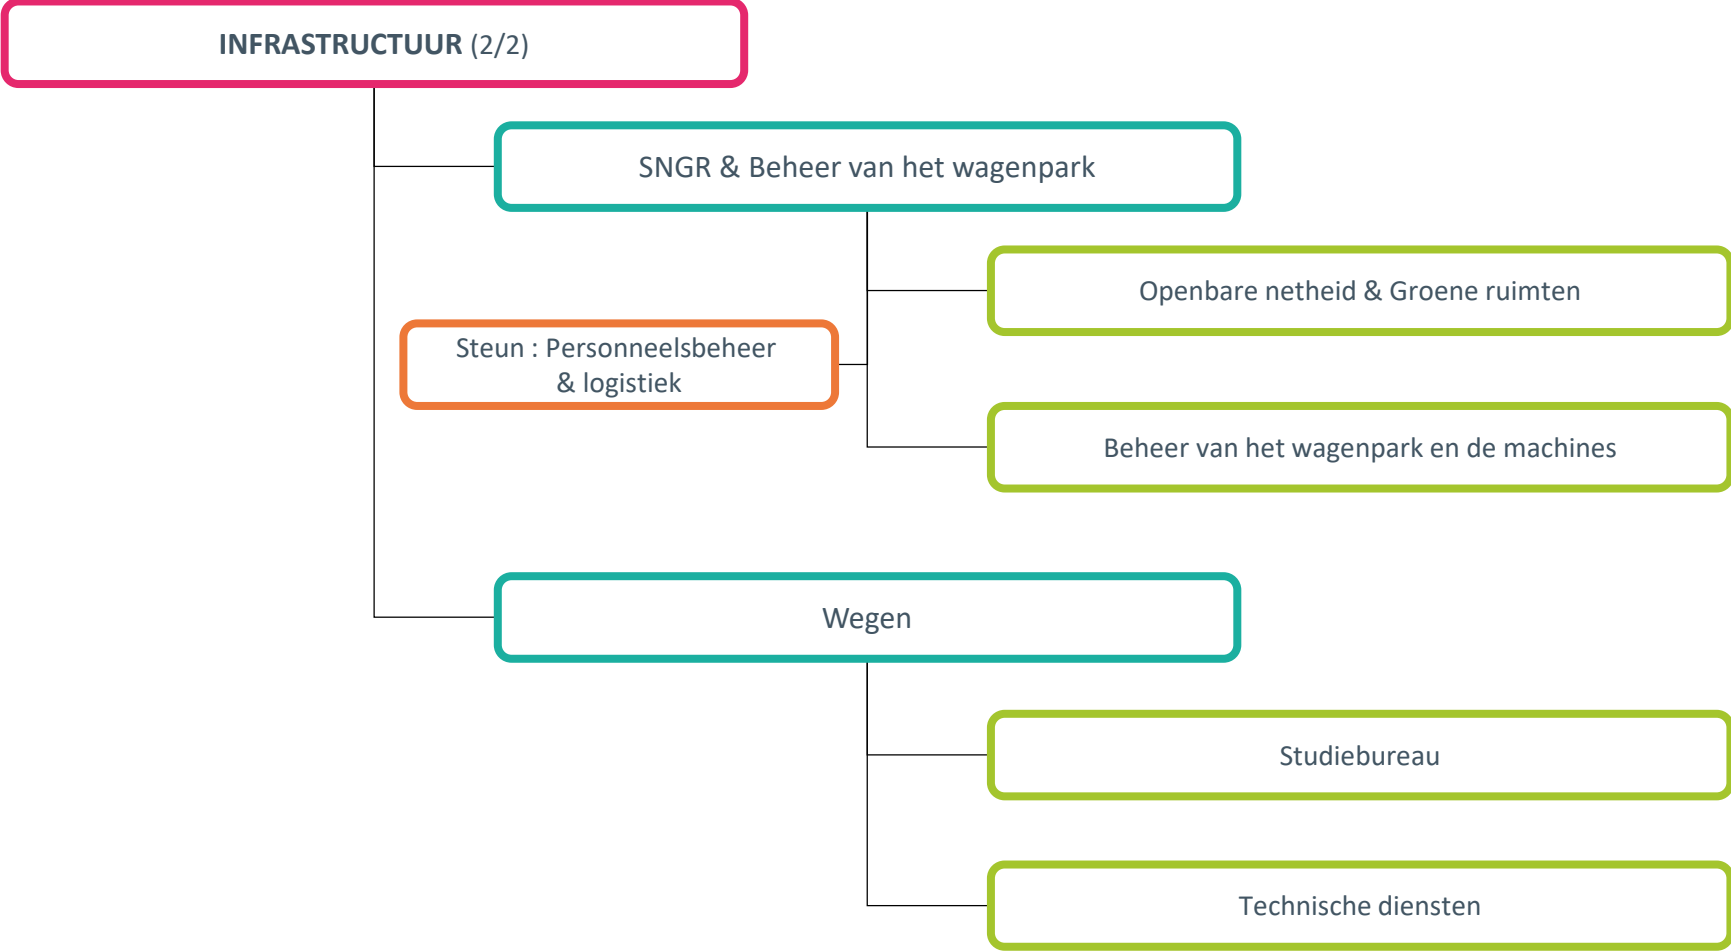 INFRASTRUCTUUR (2/2)
SNGR & Beheer van het wagenpark
Openbare netheid & Groene ruimten
Steun : Personneelsbeheer
& logistiek
Beheer van het wagenpark en de machines
Wegen
Studiebureau
Technische diensten